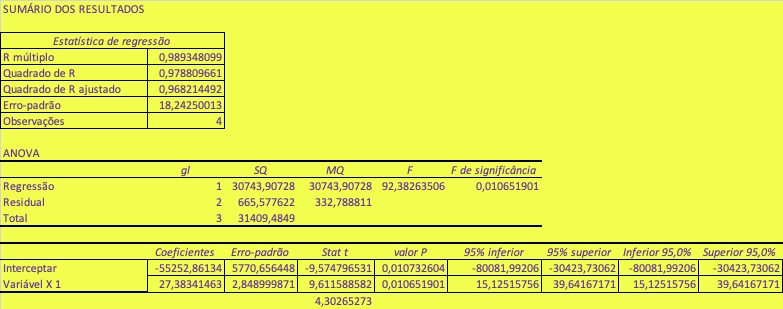 SUMÁRIO DOS RESULTADOS
Estatística de regressão
R múltiplo 0,989348099
Quadrado de R 0,978809661
Quadrado de R ajustado 0,968214492
Erro-padrão 18,24250013
Observações 4
ANOVA
gl SQ MQ F F de significância
Regressão 1 30743,90728 30743,90728 92,38263506 0,010651901
Residual 2 665,577622 332,788811
Total 3 31409,4849
Coeficientes Erro-padrão Stat t valor P 95% inferior 95% superior Inferior 95,0% Superior 95,0%
Interceptar -55252,86134 5770,656448 -9,574796531 0,010732604 -80081,99206 -30423,73062 -80081,99206 -30423,73062
Variável X 1 27,38341463 2,848999871 9,611588582 0,010651901 15,12515756 39,64167171 15,12515756 39,64167171
4,30265273